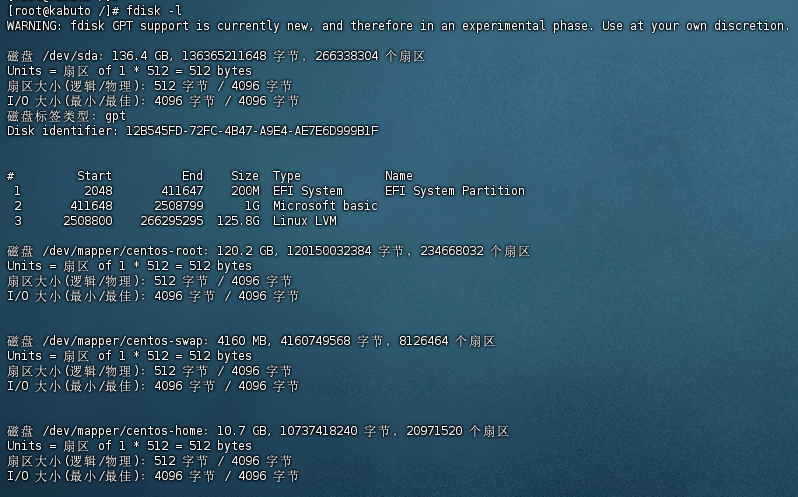 [root@kabuto /]# fdisk -l
WARNING: fdisk GPT support is currently new, and therefore in an experimental phase. Use at your own discretion.
磁盘 /dev/sda: 136.4 GB, 136365211648 字节, 266338304 个扇区
Units = 扇区 of 1 * 512 = 512 bytes
扇区大小(逻辑/物理): 512 字节 / 4096 字节
I/O 大小(最小/最佳): 4096 字节 / 4096 字节
磁盘标签类型: gpt
Disk identifier: 12B545FD-72FC-4B47-A9E4-AE7E6D999B1F
#         Start          End    Size  Type            Name
 1         2048       411647    200M  EFI System      EFI System Partition
 2       411648      2508799      1G  Microsoft basic
 3      2508800    266295295  125.8G  Linux LVM
磁盘 /dev/mapper/centos-root: 120.2 GB, 120150032384 字节, 234668032 个扇区
Units = 扇区 of 1 * 512 = 512 bytes
扇区大小(逻辑/物理): 512 字节 / 4096 字节
I/O 大小(最小/最佳): 4096 字节 / 4096 字节
磁盘 /dev/mapper/centos-swap: 4160 MB, 4160749568 字节, 8126464 个扇区
Units = 扇区 of 1 * 512 = 512 bytes
扇区大小(逻辑/物理): 512 字节 / 4096 字节
I/O 大小(最小/最佳): 4096 字节 / 4096 字节
磁盘 /dev/mapper/centos-home: 10.7 GB, 10737418240 字节, 20971520 个扇区
Units = 扇区 of 1 * 512 = 512 bytes
扇区大小(逻辑/物理): 512 字节 / 4096 字节
I/O 大小(最小/最佳): 4096 字节 / 4096 字节